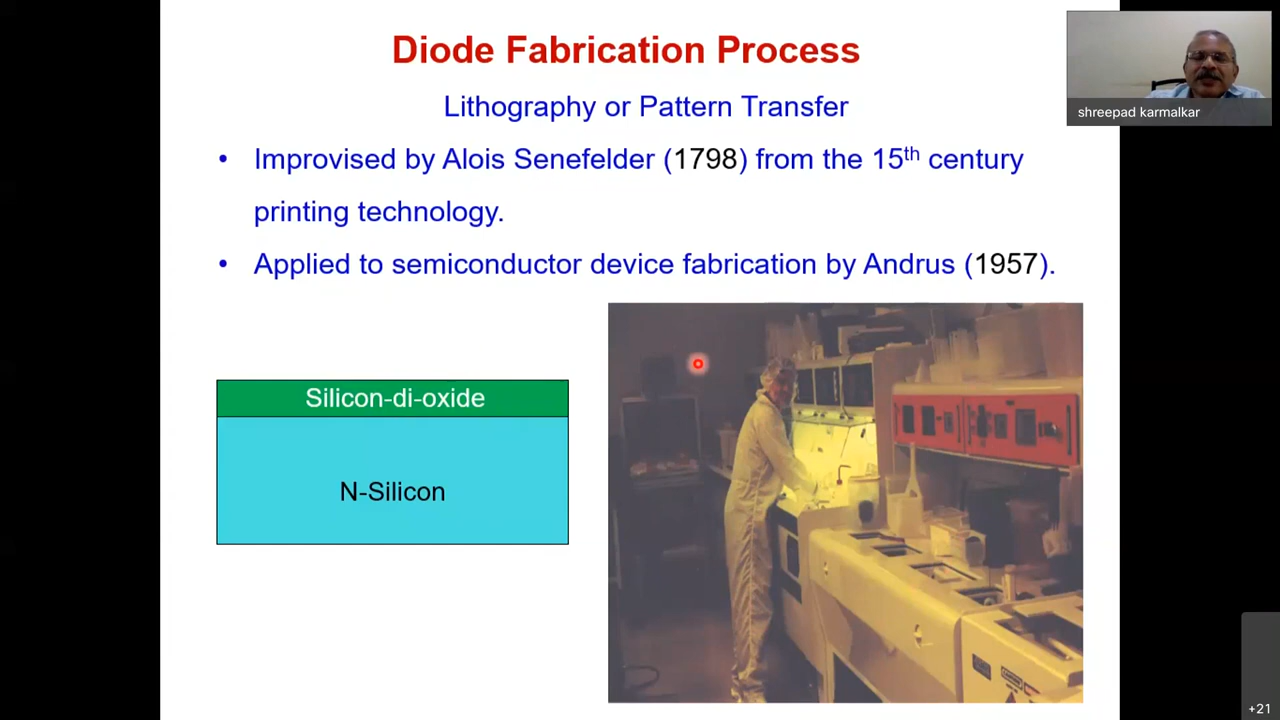 Diode Fabrication Process
Lithography or Pattern Transfer
• Improvised by Alois Senefelder (1798) from the 15th century
printing technology.
• Applied to semiconductor device fabrication by Andrus (1957).
Silicon-di-oxide
N-Silicon
shreepad karmalkar
+21